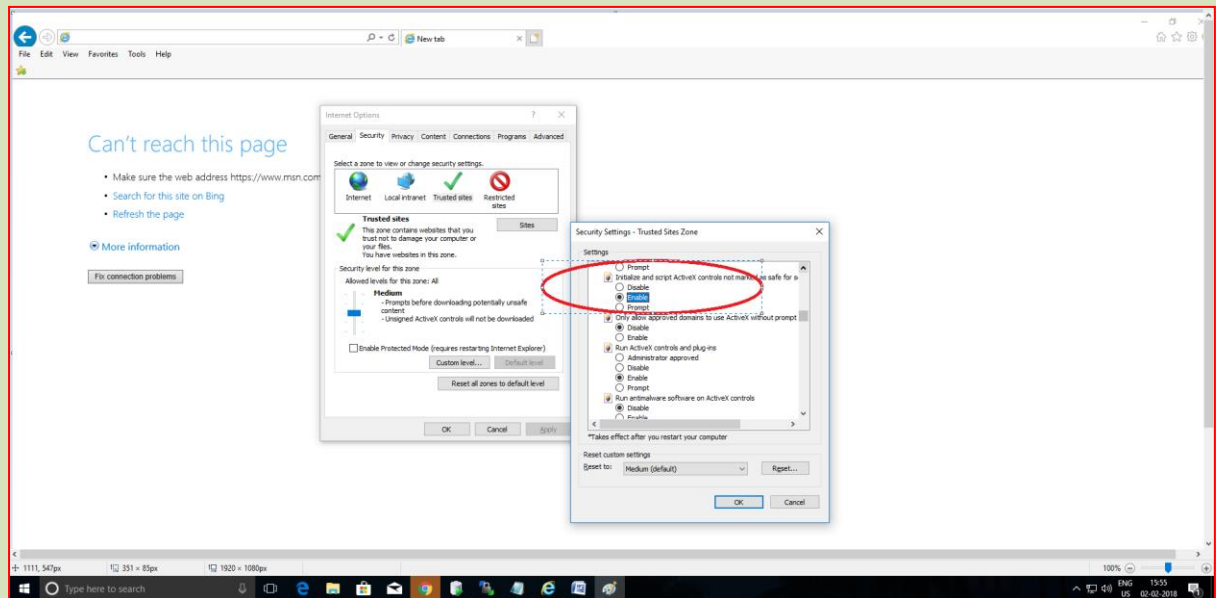 New tab
File Edit View Favorites Tools Help
Can't reach this page
Make sure the web address https://www.msn.com
Search for this site on Bing
Refresh the page
More information
Fix connection problems
Internet Options
General Security Privacy Content Connections Programs Advanced
Select a zone to view or change security settings.
Internet Local intranet Trusted sites Restricted
sites
Trusted sites
Sites
This zone contains websites that you
trust not to damage your computer or
your files.
You have websites in this zone.
Security level for this zone
Allowed levels for this zone: All
Medium
- Prompts before downloading potentially unsafe
content
- Unsigned ActiveX controls will not be downloaded
Enable Protected Mode (requires restarting Internet Explorer)
Custom level... Default level
Reset all zones to default level
OK Cancel Apply
Security Settings - Trusted Sites Zone
Settings
Prompt
Initialize and script ActiveX controls not marked as safe for s
Disable
Enable
Prompt
Only allow approved domains to use ActiveX without prompt
Disable
Enable
Run ActiveX controls and plug-ins
Administrator approved
Disable
Enable
Prompt
Run antimalware software on ActiveX controls
Disable
Enable
*Takes effect after you restart your computer
Reset custom settings
Reset to: Medium (default) Reset...
OK Cancel
1111, 547px 351 × 85px 1920 × 1080px 100%
Type here to search
ENG 15:55
US 02-02-2018